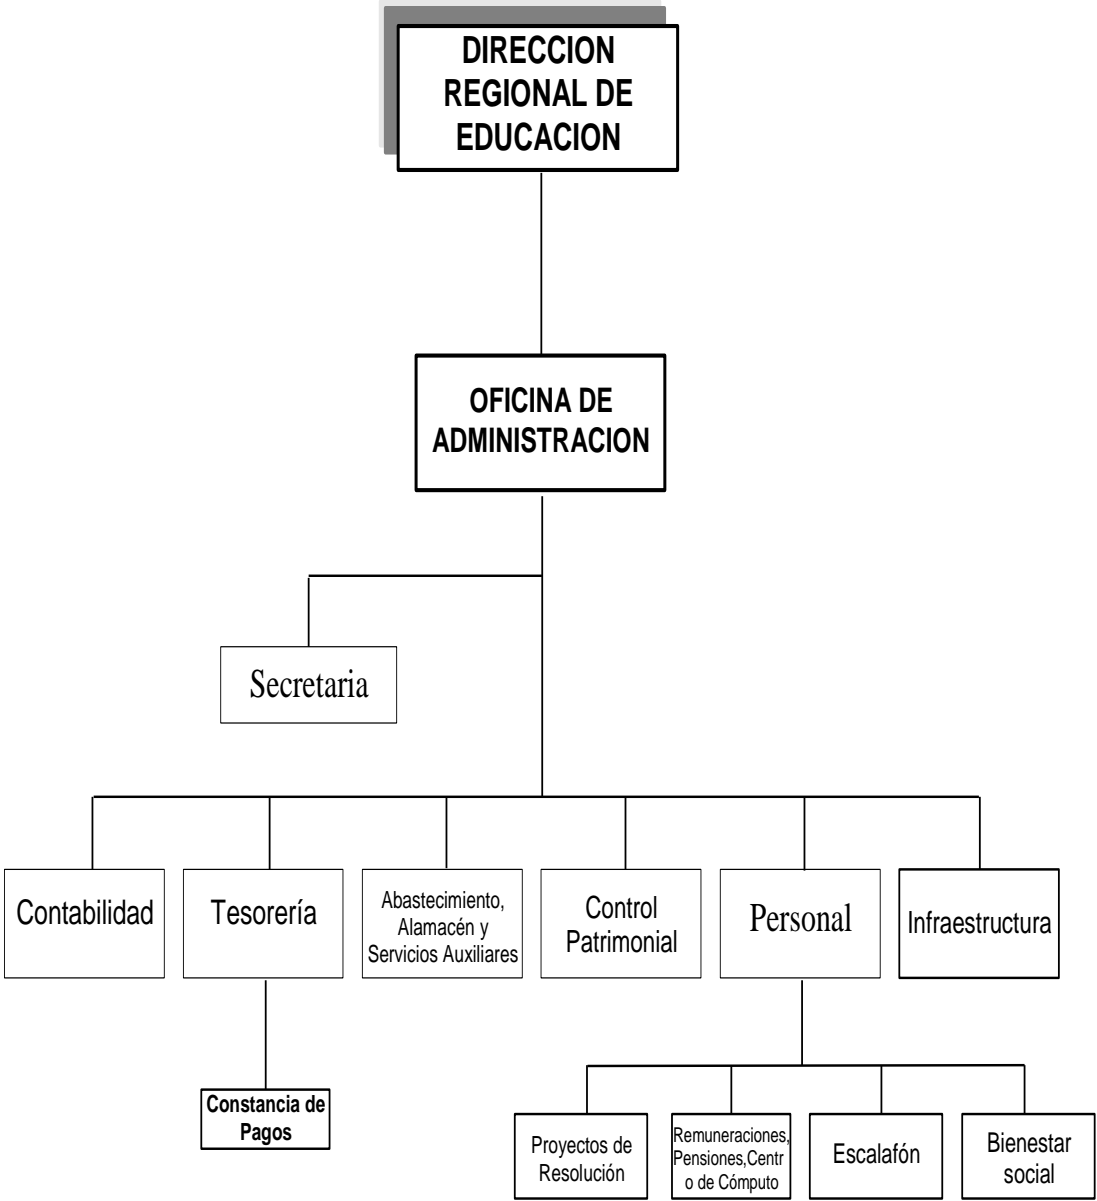 DIRECCION
REGIONAL DE
EDUCACION
OFICINA DE
ADMINISTRACION
Secretaria
Contabilidad
Tesorería
Abastecimiento,
Alamacén y
Servicios Auxiliares
Control
Patrimonial
Personal
Infraestructura
Constancia de
Pagos
Proyectos de
Resolución
Remuneraciones,
Pensiones,Centr
o de Cómputo
Escalafón
Bienestar
social